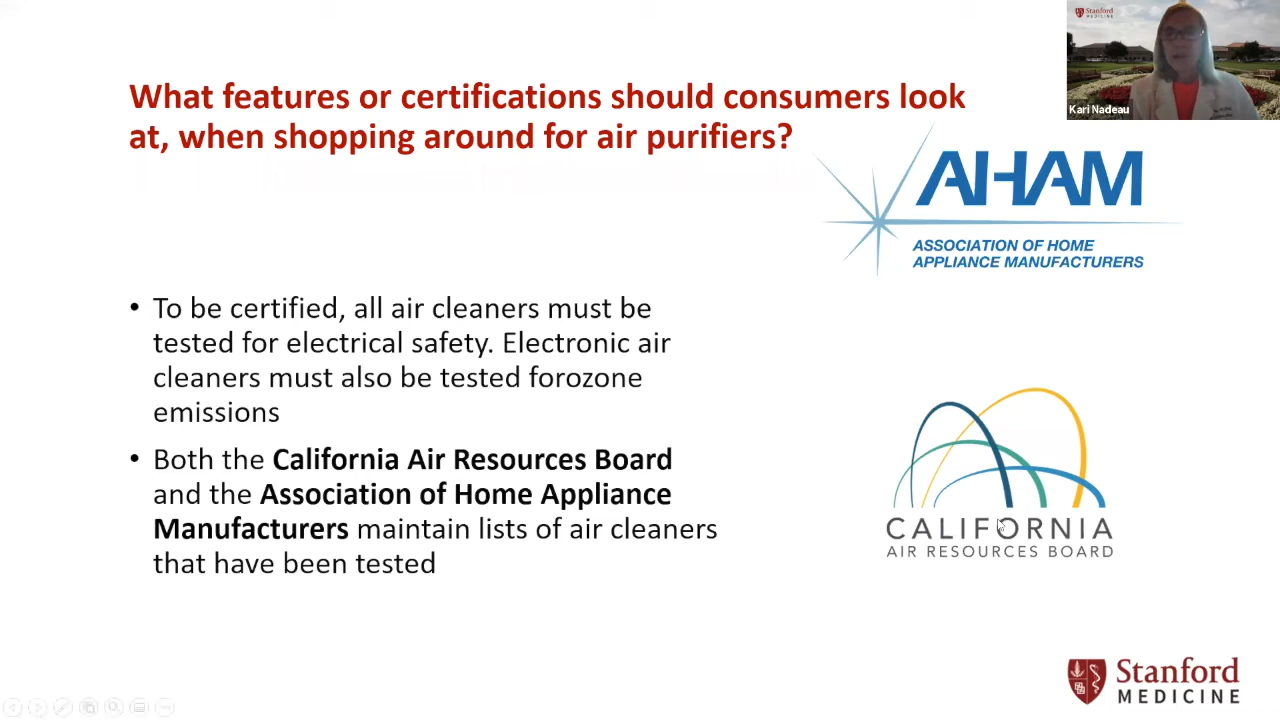 Stanford
MEDICINE
Kari Nadeau
What features or certifications should consumers look
at, when shopping around for air purifiers?
AHAM
ASSOCIATION OF HOME
APPLIANCE MANUFACTURERS
• To be certified, all air cleaners must be
tested for electrical safety. Electronic air
cleaners must also be tested forozone
emissions
• Both the California Air Resources Board
and the Association of Home Appliance
Manufacturers maintain lists of air cleaners
that have been tested
CALIFORNIA
AIR RESOURCES BOARD
Stanford
MEDICINE